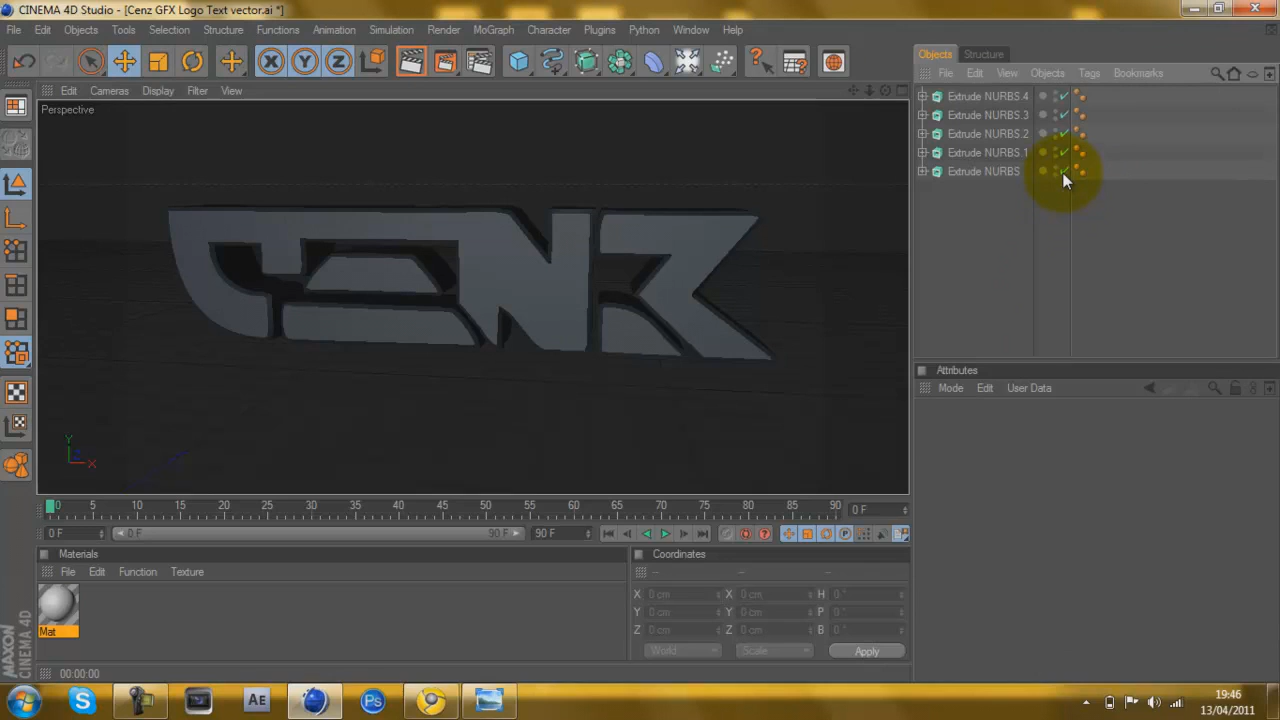 CINEMA 4D Studio - [Cenz GFX Logo Text vector.ai *]
File Edit Objects Tools Selection Structure Functions Animation Simulation Render MoGraph Character Plugins Python Window Help
Objects Structure
File Edit View Objects Tags Bookmarks
Edit Cameras Display Filter View
Perspective
Extrude NURBS.4
Extrude NURBS.3
Extrude NURBS.2
Extrude NURBS.1
Extrude NURBS
CENZ
Y
X
Attributes
Mode Edit User Data
0 5 10 15 20 25 30 35 40 45 50 55 60 65 70 75 80 85 90 0 F
0 F 0 F 90 F 90 F
Materials
File Edit Function Texture
Mat
Coordinates
-- -- --
X 0 cm X 0 cm H 0 °
Y 0 cm Y 0 cm P 0 °
Z 0 cm Z 0 cm B 0 °
World Scale Apply
MAXON CINEMA 4D
00:00:00
AE Ps
19:46
13/04/2011